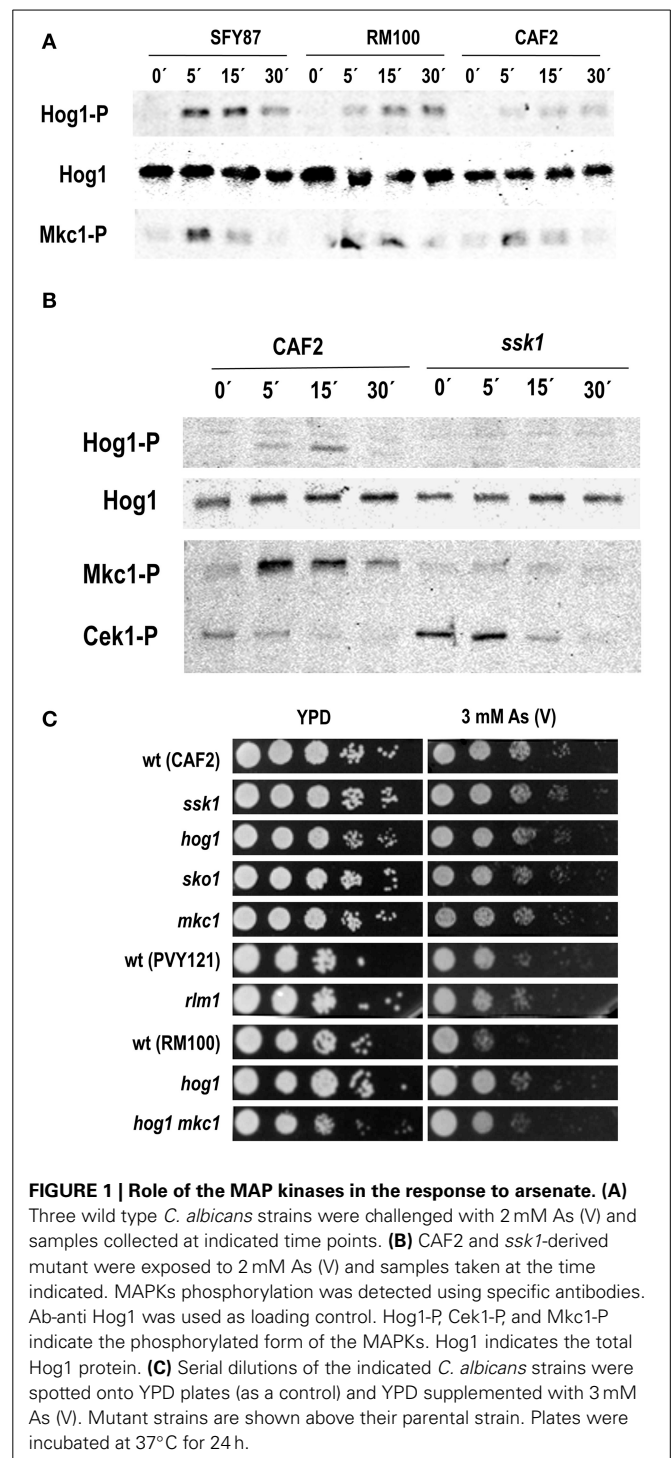 A
SFY87 RM100 CAF2
0´ 5´ 15´ 30´ 0´ 5´ 15´ 30´ 0´ 5´ 15´ 30´
Hog1-P
Hog1
Mkc1-P
B
CAF2 ssk1
0´ 5´ 15´ 30´ 0´ 5´ 15´ 30´
Hog1-P
Hog1
Mkc1-P
Cek1-P
C
YPD 3 mM As (V)
wt (CAF2)
ssk1
hog1
sko1
mkc1
wt (PVY121)
rlm1
wt (RM100)
hog1
hog1 mkc1
FIGURE 1 | Role of the MAP kinases in the response to arsenate. (A)
Three wild type C. albicans strains were challenged with 2 mM As (V) and
samples collected at indicated time points. (B) CAF2 and ssk1-derived
mutant were exposed to 2 mM As (V) and samples taken at the time
indicated. MAPKs phosphorylation was detected using specific antibodies.
Ab-anti Hog1 was used as loading control. Hog1-P, Cek1-P, and Mkc1-P
indicate the phosphorylated form of the MAPKs. Hog1 indicates the total
Hog1 protein. (C) Serial dilutions of the indicated C. albicans strains were
spotted onto YPD plates (as a control) and YPD supplemented with 3 mM
As (V). Mutant strains are shown above their parental strain. Plates were
incubated at 37°C for 24 h.